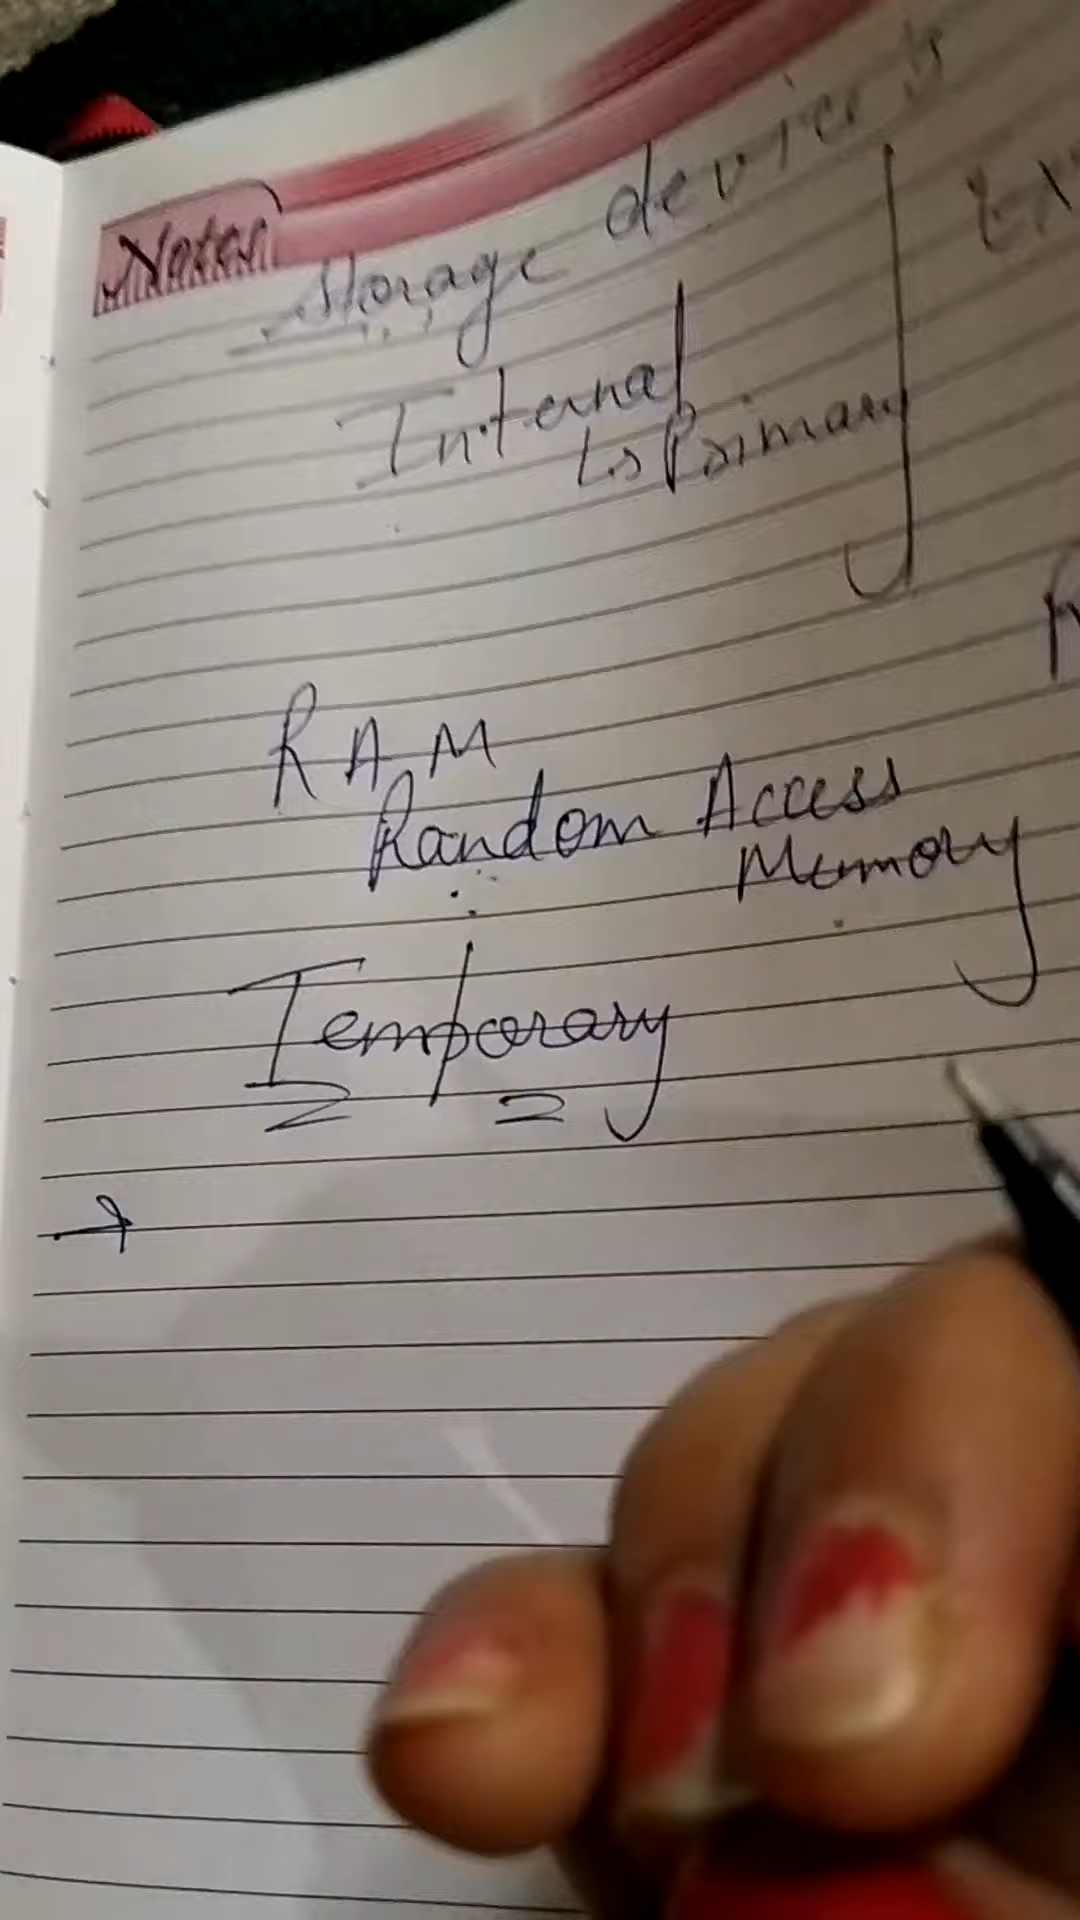 Notes
Storage devices
Internal
↳ Primary
RAM
Random Access
Memory
Temporary
→